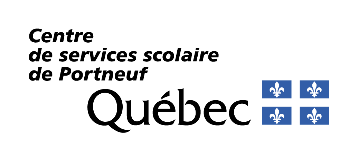 Centre
de services scolaire
de Portneuf
Québec